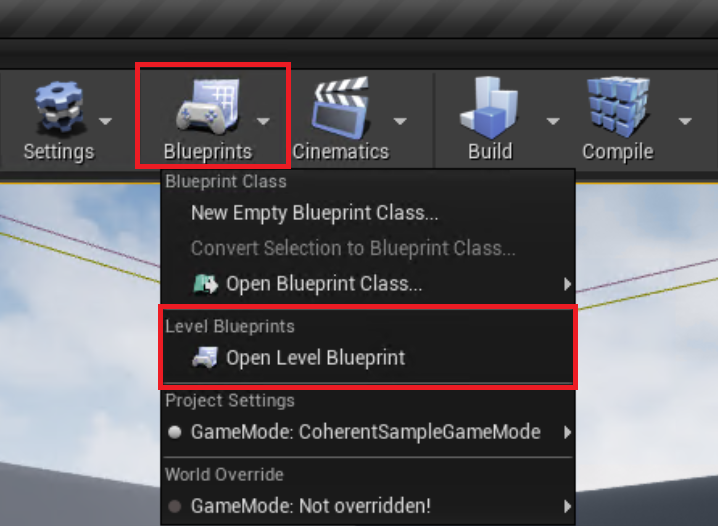 Settings
Blueprints
Cinematics
Build
Compile
Blueprint Class
New Empty Blueprint Class...
Convert Selection to Blueprint Class...
Open Blueprint Class...
Level Blueprints
Open Level Blueprint
Project Settings
GameMode: CoherentSampleGameMode
World Override
GameMode: Not overridden!